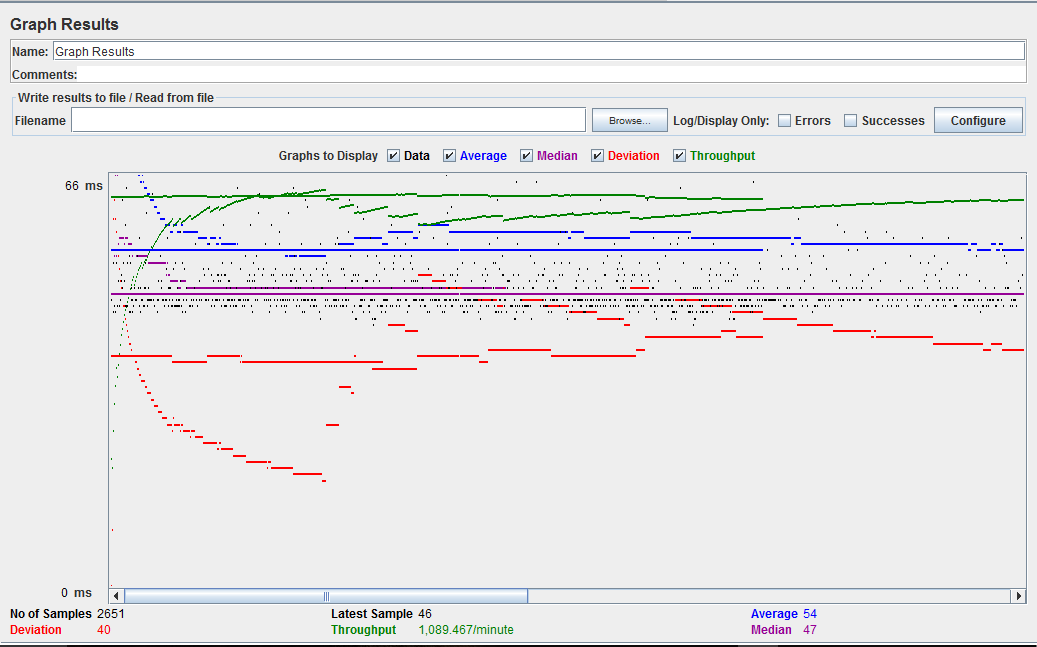 Graph Results
Name: Graph Results
Comments:
Write results to file / Read from file
Filename Browse... Log/Display Only: Errors Successes Configure
Graphs to Display Data Average Median Deviation Throughput
66 ms
0 ms
No of Samples 2651 Latest Sample 46 Average 54
Deviation 40 Throughput 1,089.467/minute Median 47